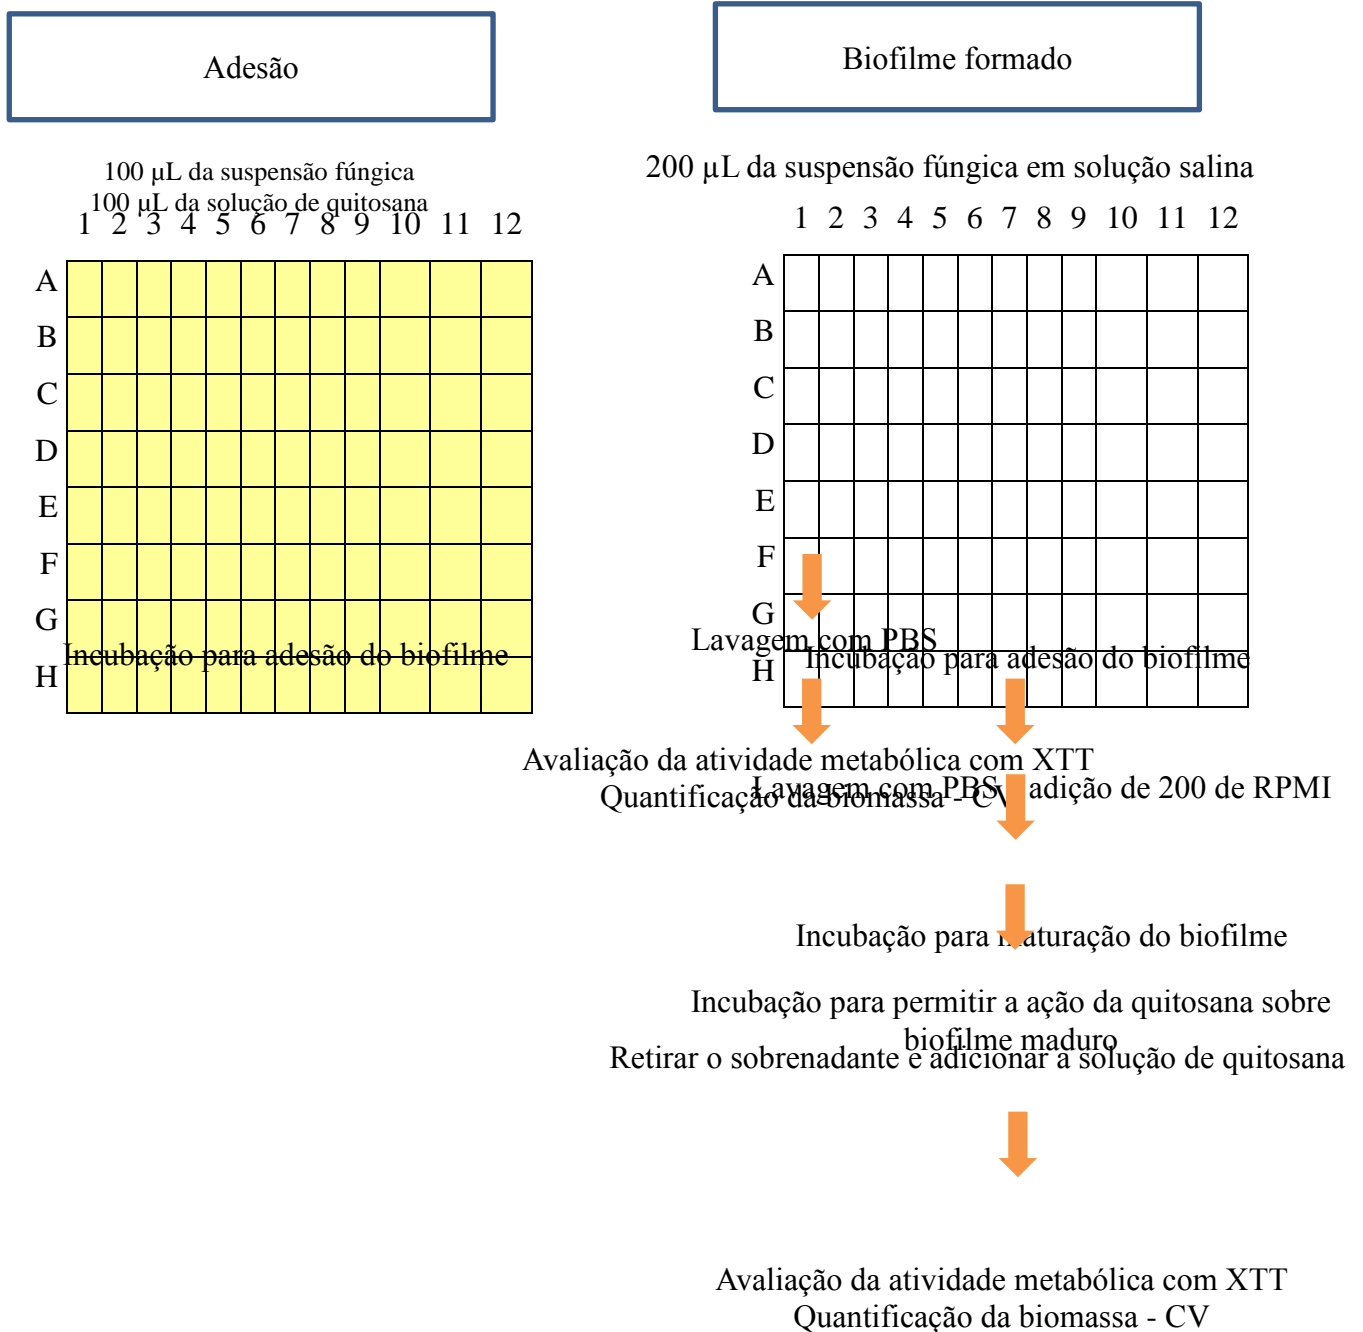 Adesão
100 µL da suspensão fúngica
100 µL da solução de quitosana
1 2 3 4 5 6 7 8 9 10 11 12
A
B
C
D
E
F
G
H
Incubação para adesão do biofilme
Lavagem com PBS
Avaliação da atividade metabólica com XTT
Quantificação da biomassa - CV
Biofilme formado
200 µL da suspensão fúngica em solução salina
1 2 3 4 5 6 7 8 9 10 11 12
A
B
C
D
E
F
G
H
Incubação para adesão do biofilme
Lavagem com PBS adição de 200 de RPMI
Incubação para maturação do biofilme
Incubação para permitir a ação da quitosana sobre
biofilme maduro
Retirar o sobrenadante e adicionar a solução de quitosana
Avaliação da atividade metabólica com XTT
Quantificação da biomassa - CV